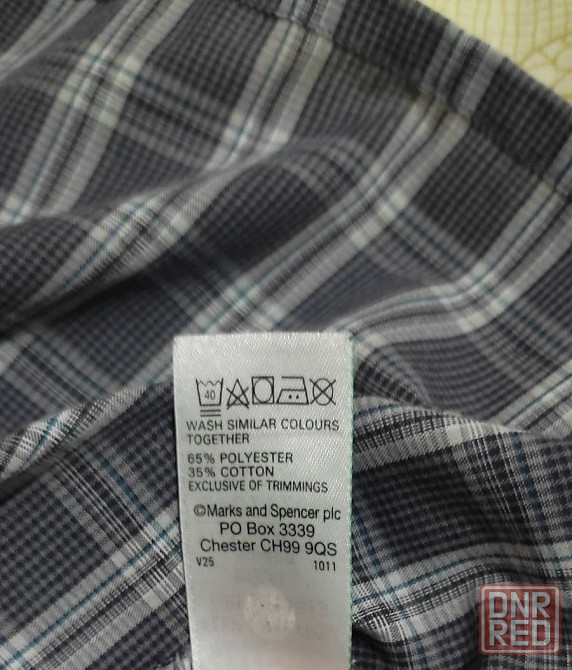 40
WASH SIMILAR COLOURS
TOGETHER
65% POLYESTER
35% COTTON
EXCLUSIVE OF TRIMMINGS
©Marks and Spencer plc
PO Box 3339
Chester CH99 9QS
V25 1011
DNR
RED